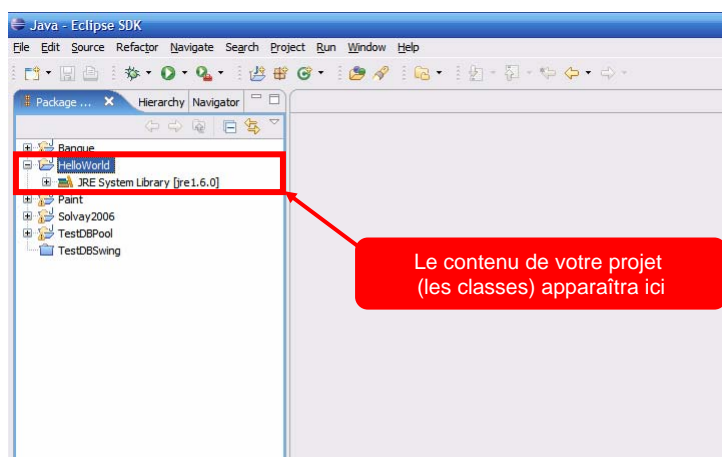 Java - Eclipse SDK
File Edit Source Refactor Navigate Search Project Run Window Help
Package ... Hierarchy Navigator
Banque
HelloWorld
JRE System Library [jre1.6.0]
Paint
Solvay2006
TestDBPool
TestDBSwing
Le contenu de votre projet
(les classes) apparaîtra ici